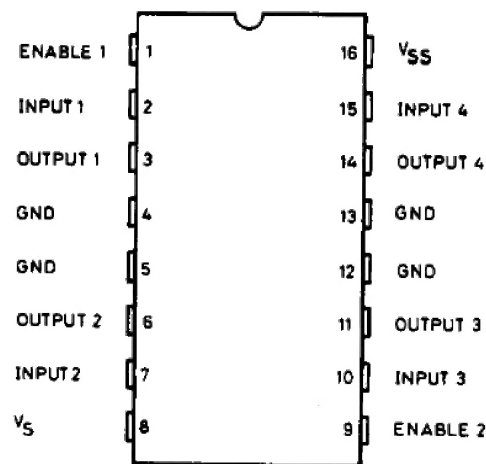 ENABLE 1 1 16 VSS
INPUT 1 2 15 INPUT 4
OUTPUT 1 3 14 OUTPUT 4
GND 4 13 GND
GND 5 12 GND
OUTPUT 2 6 11 OUTPUT 3
INPUT 2 7 10 INPUT 3
VS 8 9 ENABLE 2